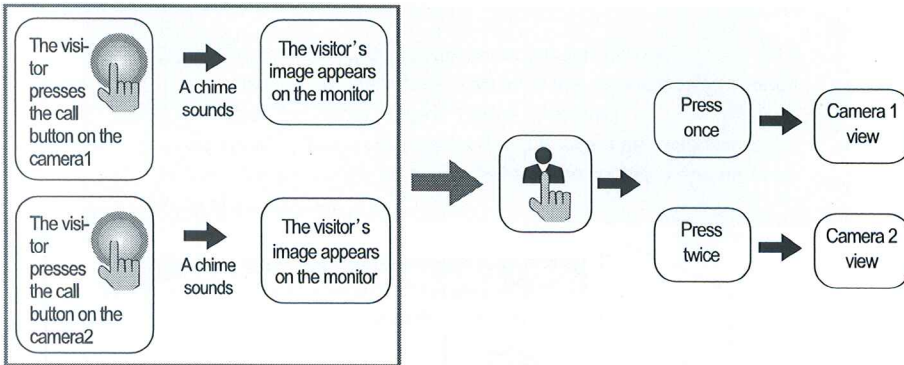 The visi-
tor
presses
the call
button on the
camera1
A chime
sounds
The visitor's
image appears
on the monitor
The visi-
tor
presses
the call
button on the
camera2
A chime
sounds
The visitor's
image appears
on the monitor
Press
once
Camera 1
view
Press
twice
Camera 2
view